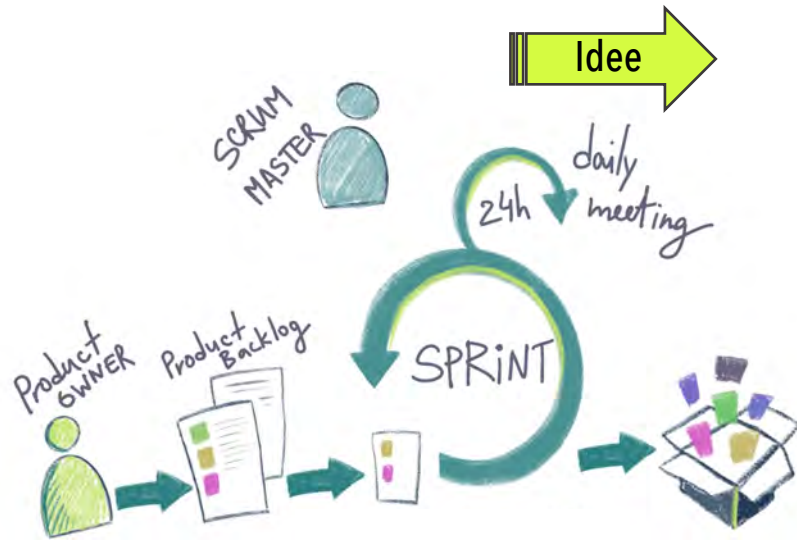 Idee
SCRUM
MASTER
daily
meeting
24h
SPRiNT
Product
OWNER
Product
Backlog